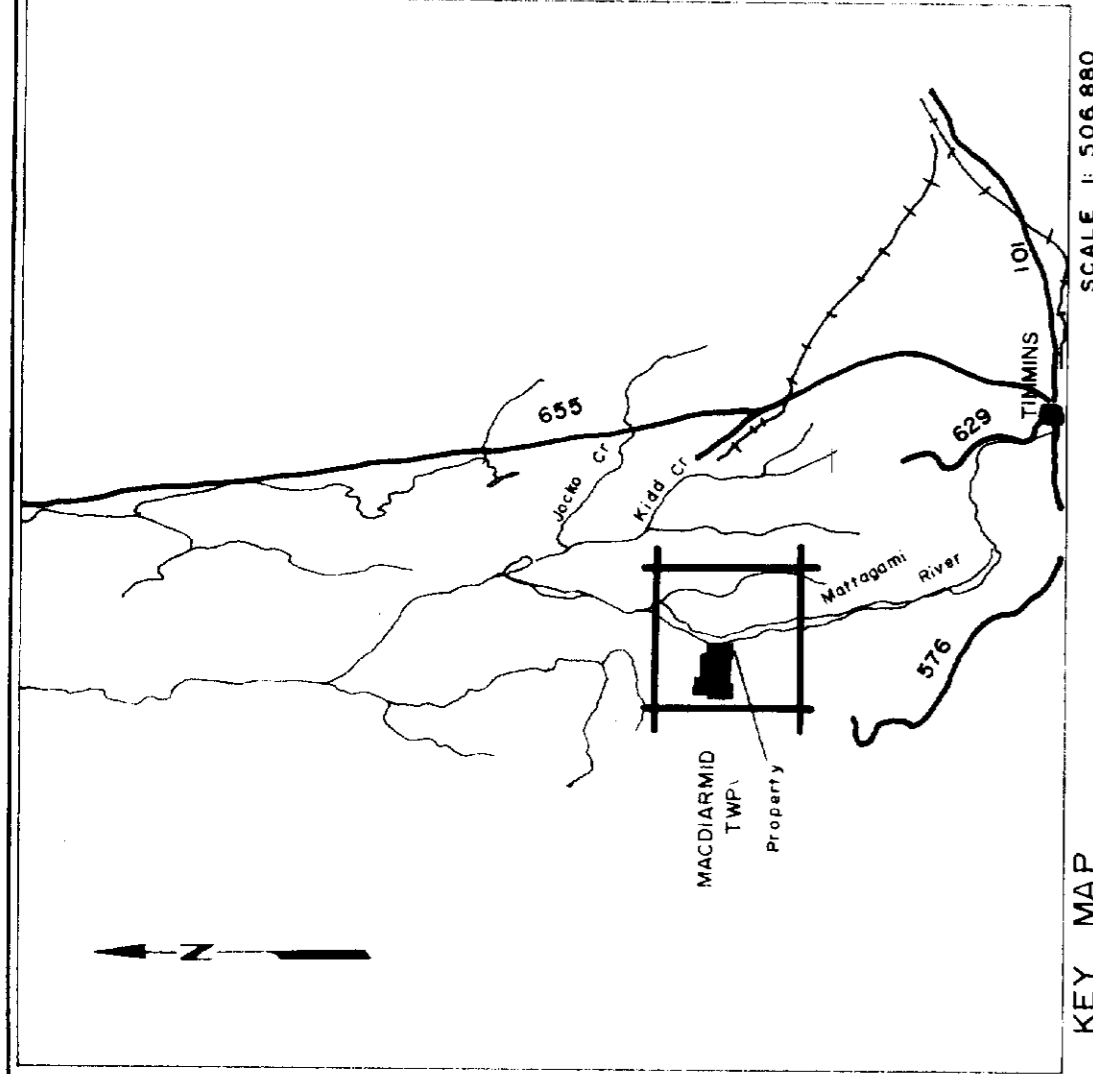 655
Jocko Cr
Kidd Cr
Mattagami River
629
TIMMINS
101
576
MACDIARMID
TWP.
Property
N
KEY MAP
SCALE 1: 506 880